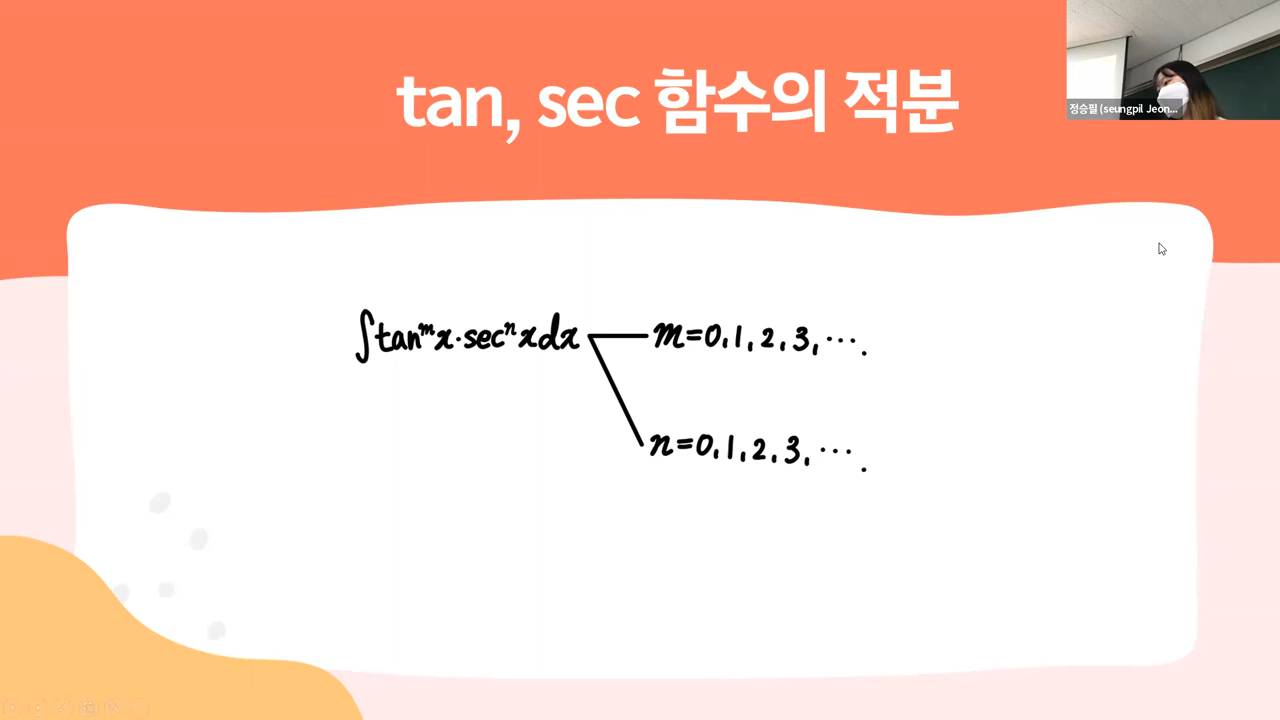 tan, sec 함수의 적분
정승필 (seungpil Jeon...
∫tanᵐx·secⁿxdx
m=0,1,2,3,⋯.
n=0,1,2,3,⋯.